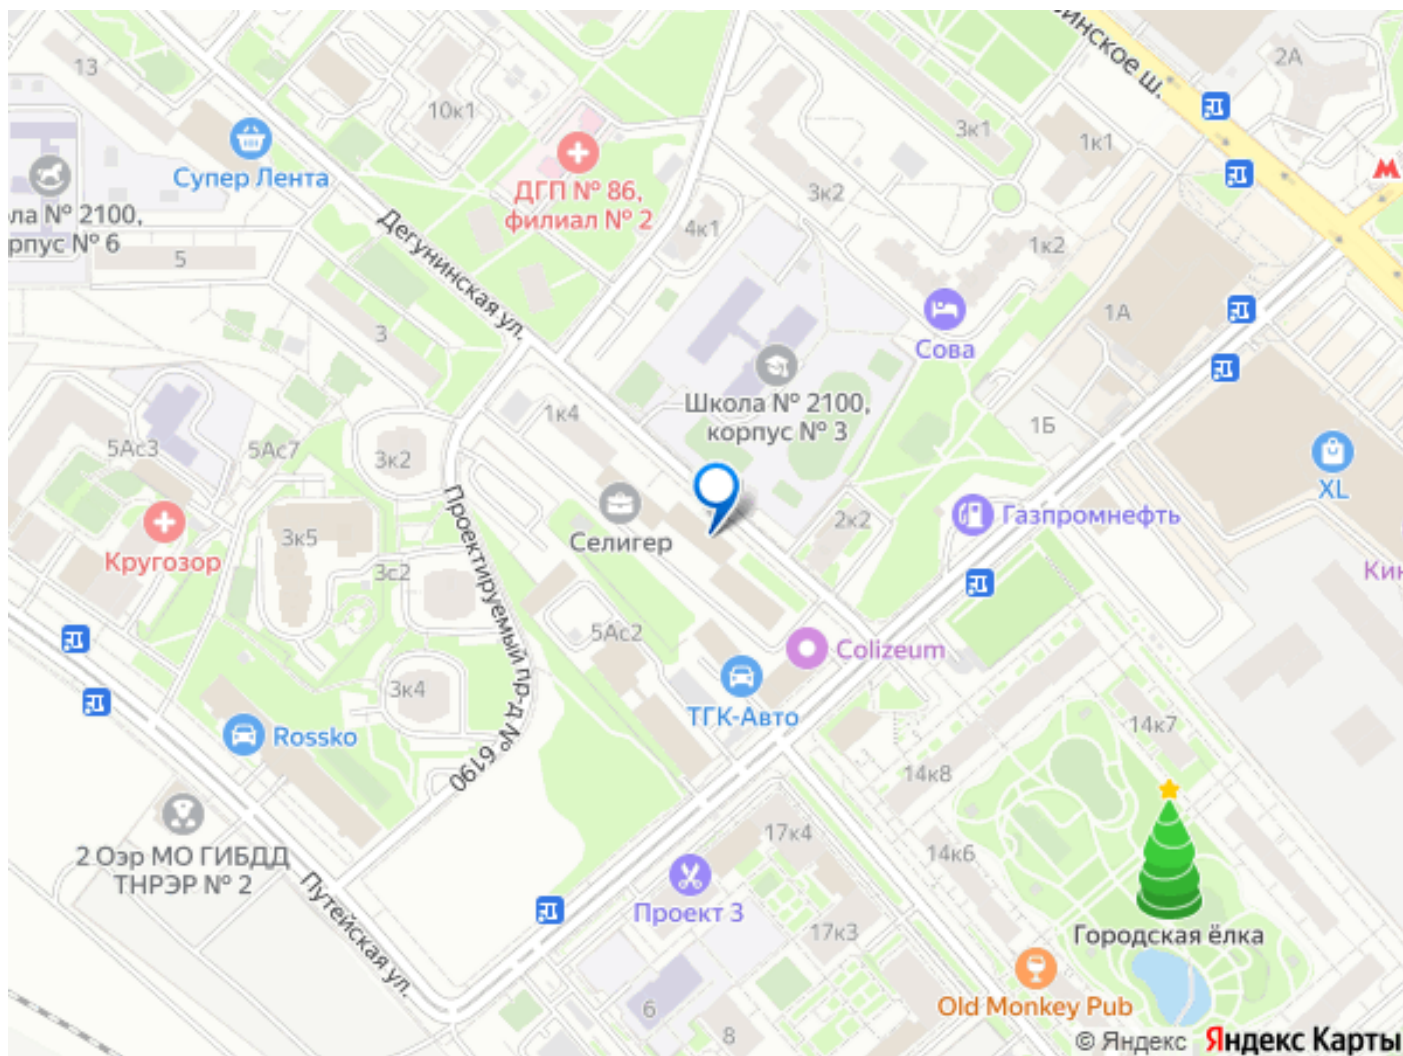 инское ш.
2А
13
10к1
3к1
1к1
Супер Лента
ДГП № 86,
филиал № 2
3к2
ола № 2100,
рпус № 6
4к1
1к2
5
Дегунинская ул.
3
1А
Сова
Школа № 2100,
корпус № 3
1к4
1Б
5Ас3
5Ас7
3к2
XL
Проектируемый пр-д № 6190
Селигер
2к2
Газпромнефть
Кругозор
3к5
3с2
Кин
5Ас2
Colizeum
3к4
ТГК-Авто
Rossko
14к7
14к8
17к4
14к6
2 Оэр МО ГИБДД
ТНРЭР № 2
Путейская ул.
Проект 3
17к3
Городская ёлка
6
8
Old Monkey Pub
© Яндекс Яндекс Карты